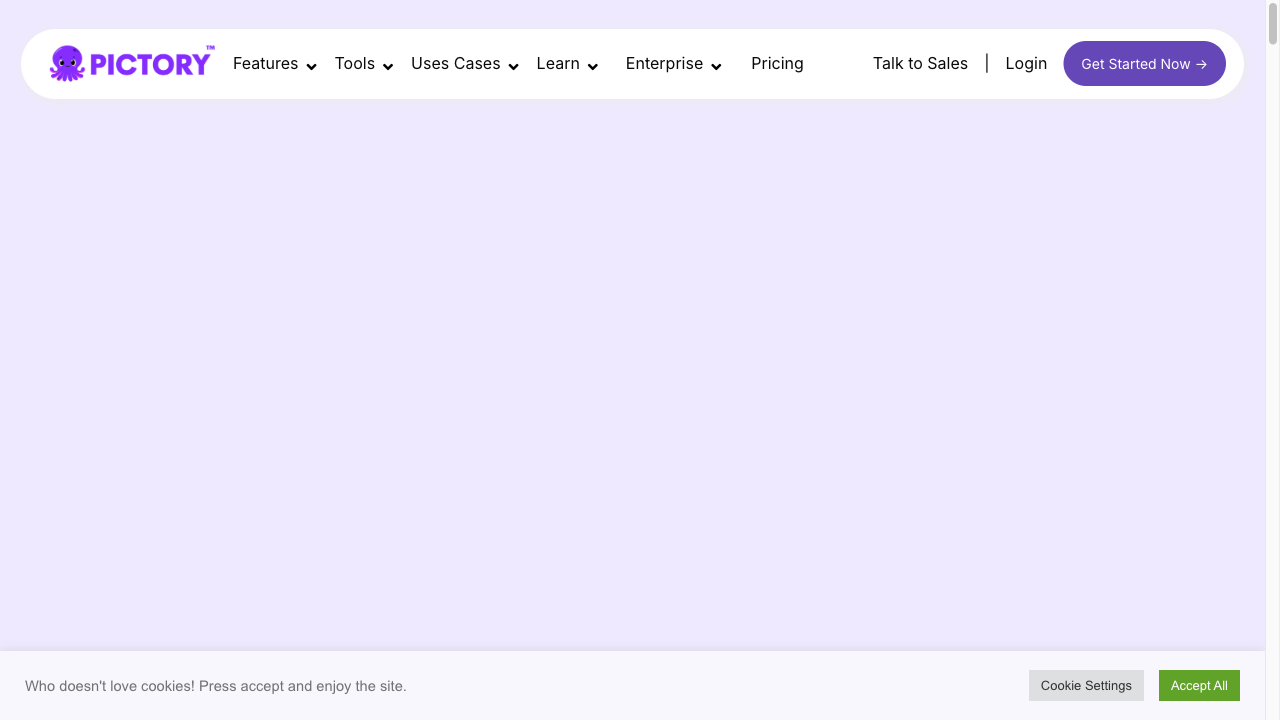 PICTORY™
Features
Tools
Uses Cases
Learn
Enterprise
Pricing
Talk to Sales | Login
Get Started Now →
Who doesn't love cookies! Press accept and enjoy the site.
Cookie Settings
Accept All